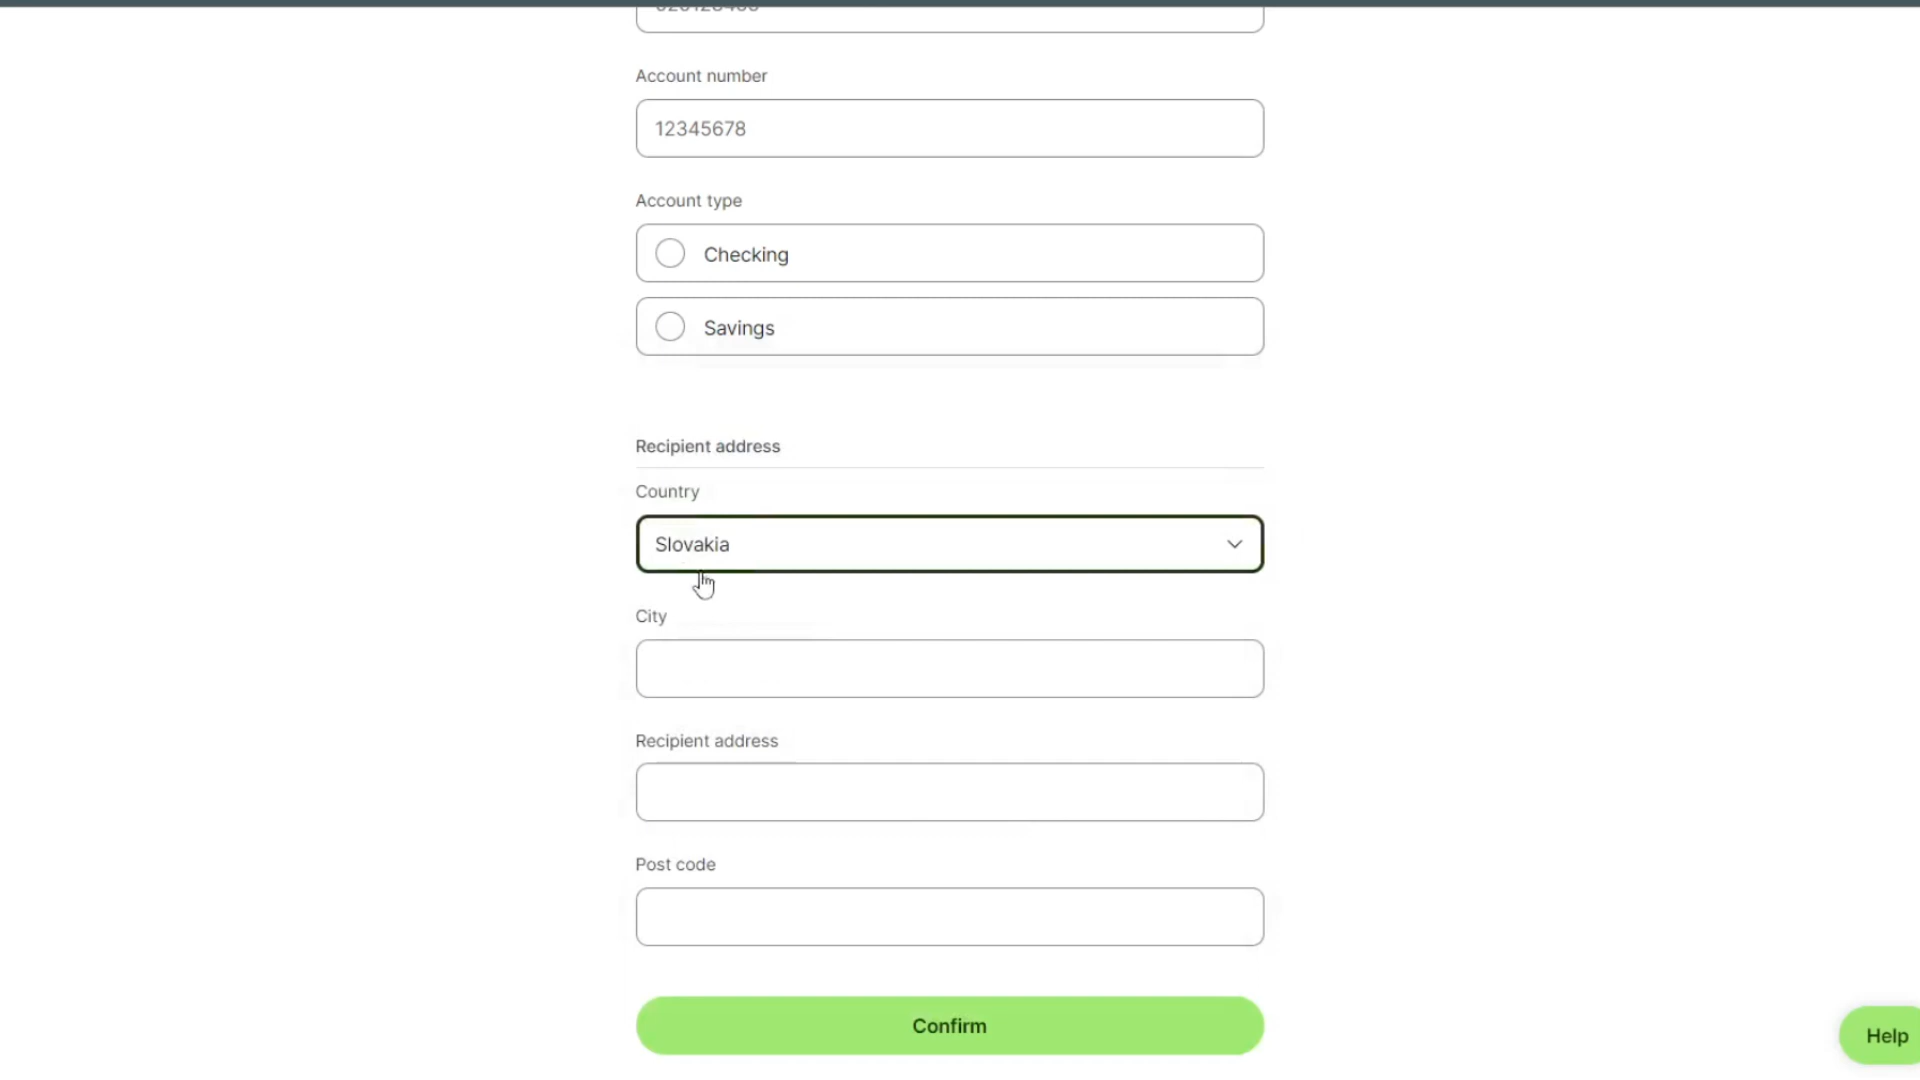 Account number
12345678
Account type
Checking
Savings
Recipient address
Country
Slovakia
City
Recipient address
Post code
Confirm
Help